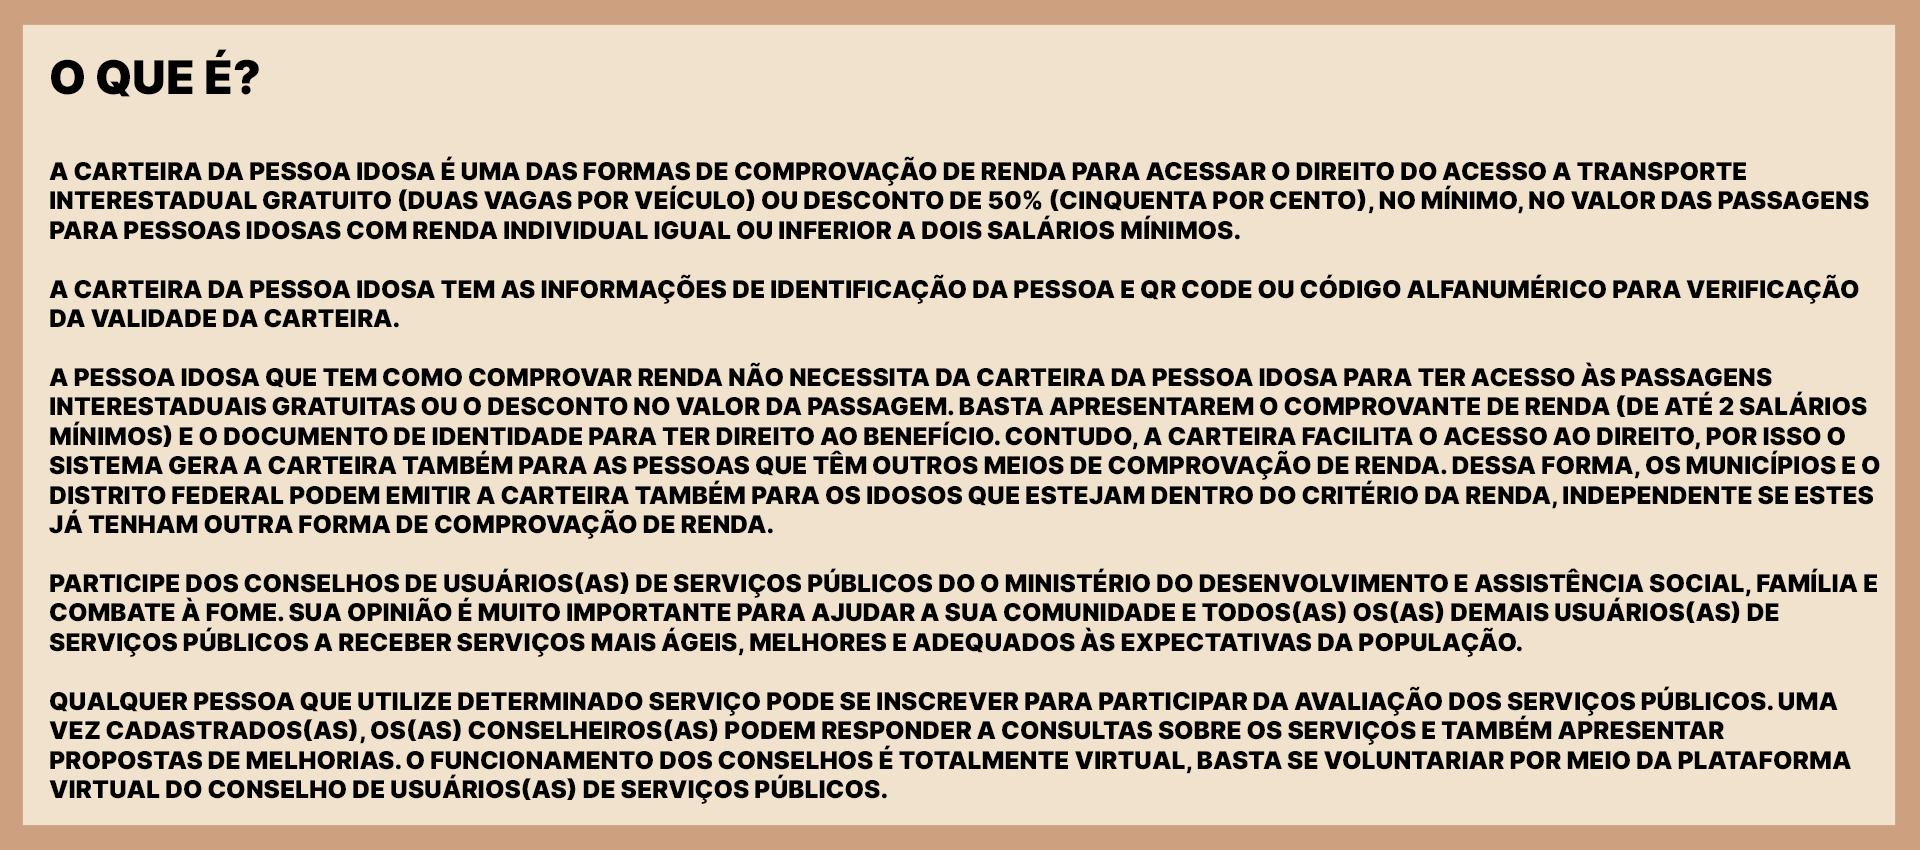 O QUE É?
A CARTEIRA DA PESSOA IDOSA É UMA DAS FORMAS DE COMPROVAÇÃO DE RENDA PARA ACESSAR O DIREITO DO ACESSO A TRANSPORTE
INTERESTADUAL GRATUITO (DUAS VAGAS POR VEÍCULO) OU DESCONTO DE 50% (CINQUENTA POR CENTO), NO MÍNIMO, NO VALOR DAS PASSAGENS
PARA PESSOAS IDOSAS COM RENDA INDIVIDUAL IGUAL OU INFERIOR A DOIS SALÁRIOS MÍNIMOS.
A CARTEIRA DA PESSOA IDOSA TEM AS INFORMAÇÕES DE IDENTIFICAÇÃO DA PESSOA E QR CODE OU CÓDIGO ALFANUMÉRICO PARA VERIFICAÇÃO
DA VALIDADE DA CARTEIRA.
A PESSOA IDOSA QUE TEM COMO COMPROVAR RENDA NÃO NECESSITA DA CARTEIRA DA PESSOA IDOSA PARA TER ACESSO ÀS PASSAGENS
INTERESTADUAIS GRATUITAS OU O DESCONTO NO VALOR DA PASSAGEM. BASTA APRESENTAREM O COMPROVANTE DE RENDA (DE ATÉ 2 SALÁRIOS
MÍNIMOS) E O DOCUMENTO DE IDENTIDADE PARA TER DIREITO AO BENEFÍCIO. CONTUDO, A CARTEIRA FACILITA O ACESSO AO DIREITO, POR ISSO O
SISTEMA GERA A CARTEIRA TAMBÉM PARA AS PESSOAS QUE TÊM OUTROS MEIOS DE COMPROVAÇÃO DE RENDA. DESSA FORMA, OS MUNICÍPIOS E O
DISTRITO FEDERAL PODEM EMITIR A CARTEIRA TAMBÉM PARA OS IDOSOS QUE ESTEJAM DENTRO DO CRITÉRIO DA RENDA, INDEPENDENTE SE ESTES
JÁ TENHAM OUTRA FORMA DE COMPROVAÇÃO DE RENDA.
PARTICIPE DOS CONSELHOS DE USUÁRIOS(AS) DE SERVIÇOS PÚBLICOS DO O MINISTÉRIO DO DESENVOLVIMENTO E ASSISTÊNCIA SOCIAL, FAMÍLIA E
COMBATE À FOME. SUA OPINIÃO É MUITO IMPORTANTE PARA AJUDAR A SUA COMUNIDADE E TODOS(AS) OS(AS) DEMAIS USUÁRIOS(AS) DE
SERVIÇOS PÚBLICOS A RECEBER SERVIÇOS MAIS ÁGEIS, MELHORES E ADEQUADOS ÀS EXPECTATIVAS DA POPULAÇÃO.
QUALQUER PESSOA QUE UTILIZE DETERMINADO SERVIÇO PODE SE INSCREVER PARA PARTICIPAR DA AVALIAÇÃO DOS SERVIÇOS PÚBLICOS. UMA
VEZ CADASTRADOS(AS), OS(AS) CONSELHEIROS(AS) PODEM RESPONDER A CONSULTAS SOBRE OS SERVIÇOS E TAMBÉM APRESENTAR
PROPOSTAS DE MELHORIAS. O FUNCIONAMENTO DOS CONSELHOS É TOTALMENTE VIRTUAL, BASTA SE VOLUNTARIAR POR MEIO DA PLATAFORMA
VIRTUAL DO CONSELHO DE USUÁRIOS(AS) DE SERVIÇOS PÚBLICOS.